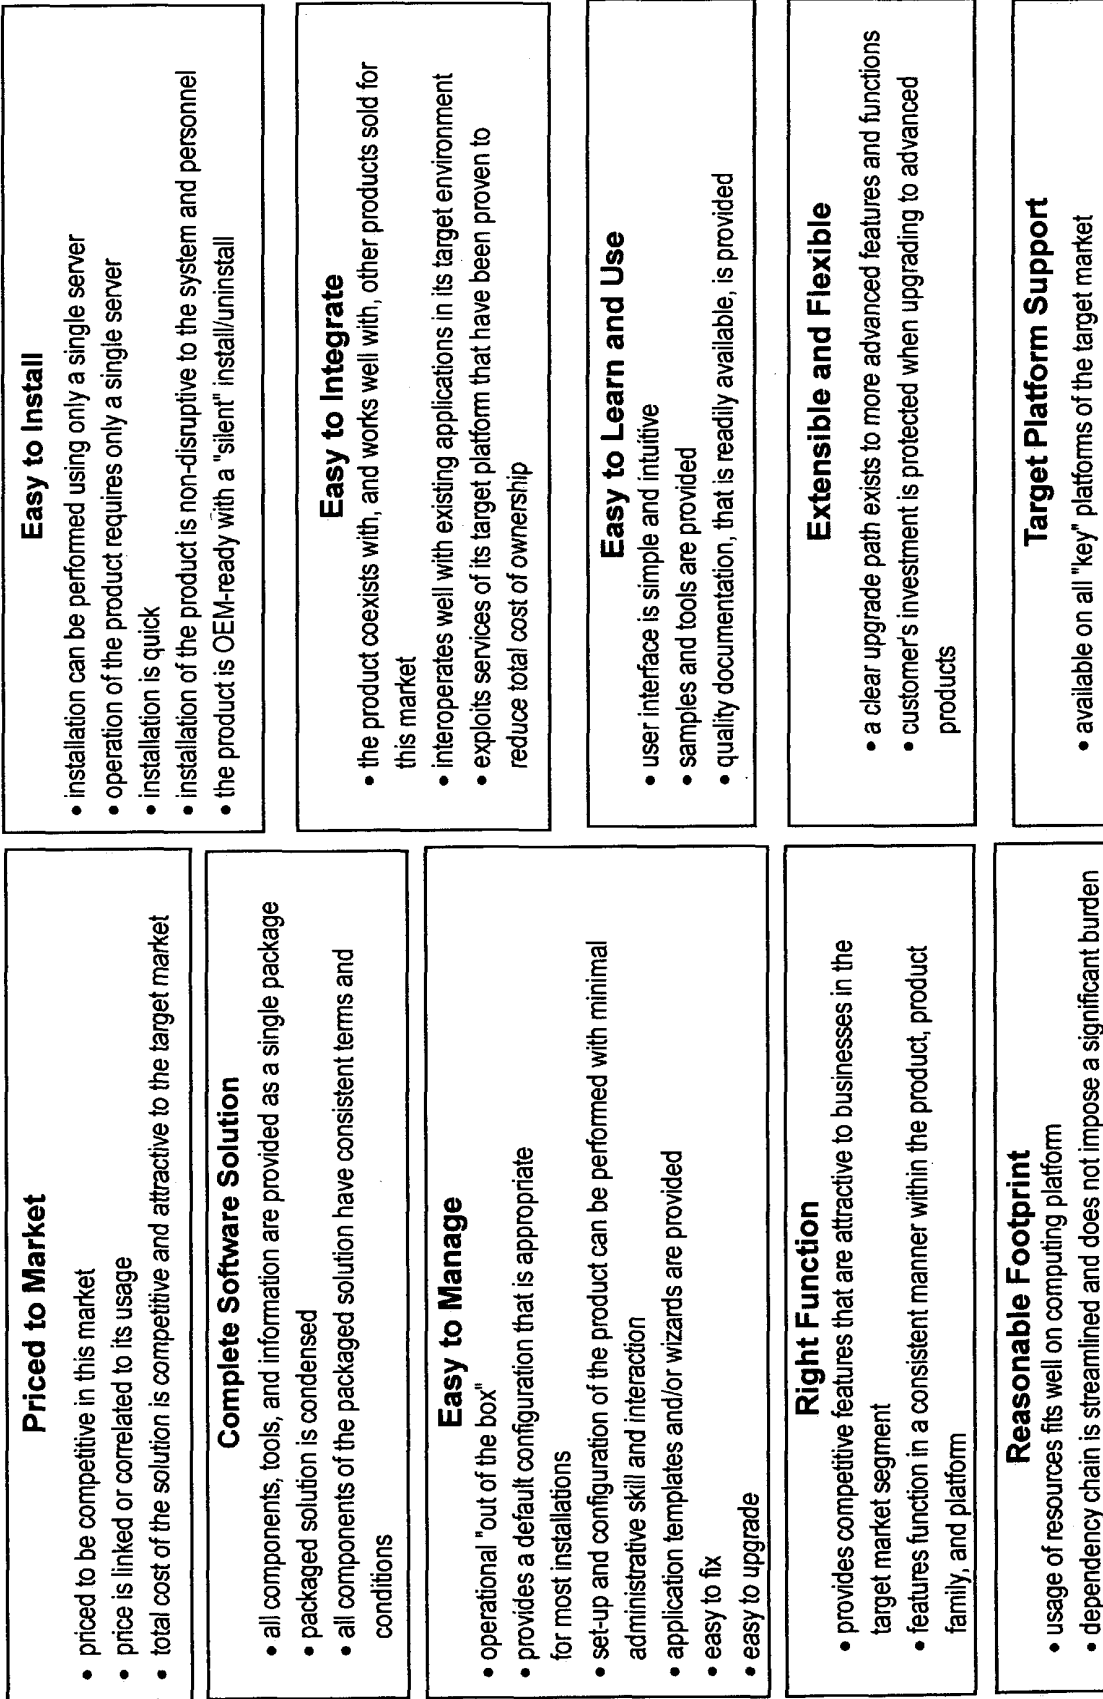 Priced to Market
• priced to be competitive in this market
• price is linked or correlated to its usage
• total cost of the solution is competitive and attractive to the target market
Complete Software Solution
• all components, tools, and information are provided as a single package
• packaged solution is condensed
• all components of the packaged solution have consistent terms and
conditions
Easy to Manage
• operational "out of the box"
• provides a default configuration that is appropriate
for most installations
• set-up and configuration of the product can be performed with minimal
administrative skill and interaction
• application templates and/or wizards are provided
• easy to fix
• easy to upgrade
Right Function
• provides competitive features that are attractive to businesses in the
target market segment
• features function in a consistent manner within the product, product
family, and platform
Reasonable Footprint
• usage of resources fits well on computing platform
• dependency chain is streamlined and does not impose a significant burden
Easy to Install
• installation can be performed using only a single server
• operation of the product requires only a single server
• installation is quick
• installation of the product is non-disruptive to the system and personnel
• the product is OEM-ready with a "silent" install/uninstall
Easy to Integrate
• the product coexists with, and works well with, other products sold for
this market
• interoperates well with existing applications in its target environment
• exploits services of its target platform that have been proven to
reduce total cost of ownership
Easy to Learn and Use
• user interface is simple and intuitive
• samples and tools are provided
• quality documentation, that is readily available, is provided
Extensible and Flexible
• a clear upgrade path exists to more advanced features and functions
• customer's investment is protected when upgrading to advanced
products
Target Platform Support
• available on all "key" platforms of the target market